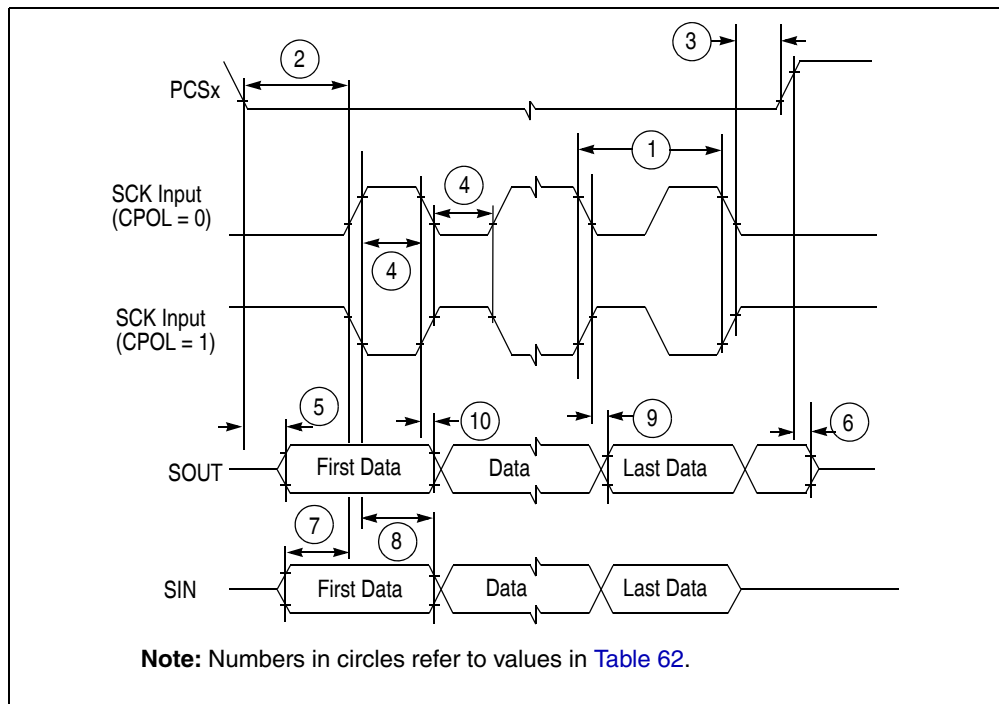 3
2
PCSx
1
4
SCK Input
(CPOL = 0)
4
SCK Input
(CPOL = 1)
5
10
9
6
SOUT
First Data
Data
Last Data
7
8
SIN
First Data
Data
Last Data
Note: Numbers in circles refer to values in Table 62.